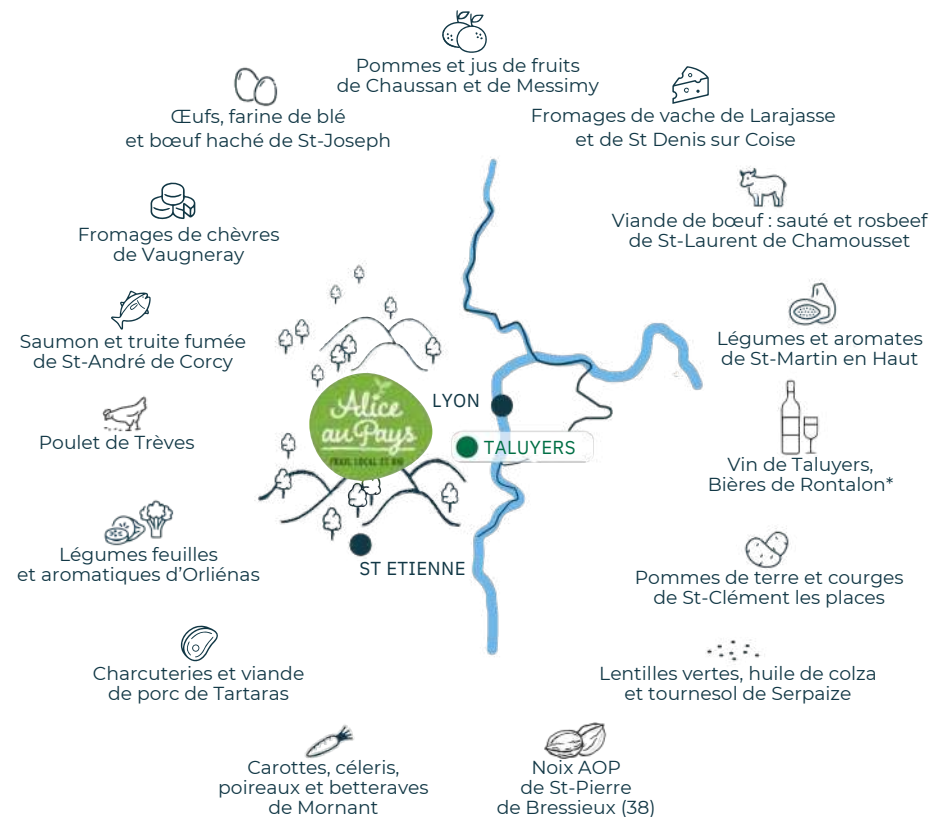 Pommes et jus de fruits
de Chaussan et de Messimy
Œufs, farine de blé
et bœuf haché de St-Joseph
Fromages de vache de Larajasse
et de St Denis sur Coise
Fromages de chèvres
de Vaugneray
Viande de bœuf : sauté et rosbeef
de St-Laurent de Chamousset
Saumon et truite fumée
de St-André de Corcy
Légumes et aromates
de St-Martin en Haut
Alice
au Pays
FRAIS, LOCAL ET BIO
LYON
TALUYERS
ST ETIENNE
Poulet de Trèves
Vin de Taluyers,
Bières de Rontalon*
Légumes feuilles
et aromatiques d'Orliénas
Pommes de terre et courges
de St-Clément les places
Charcuteries et viande
de porc de Tartaras
Lentilles vertes, huile de colza
et tournesol de Serpaize
Carottes, céleris,
poireaux et betteraves
de Mornant
Noix AOP
de St-Pierre
de Bressieux (38)